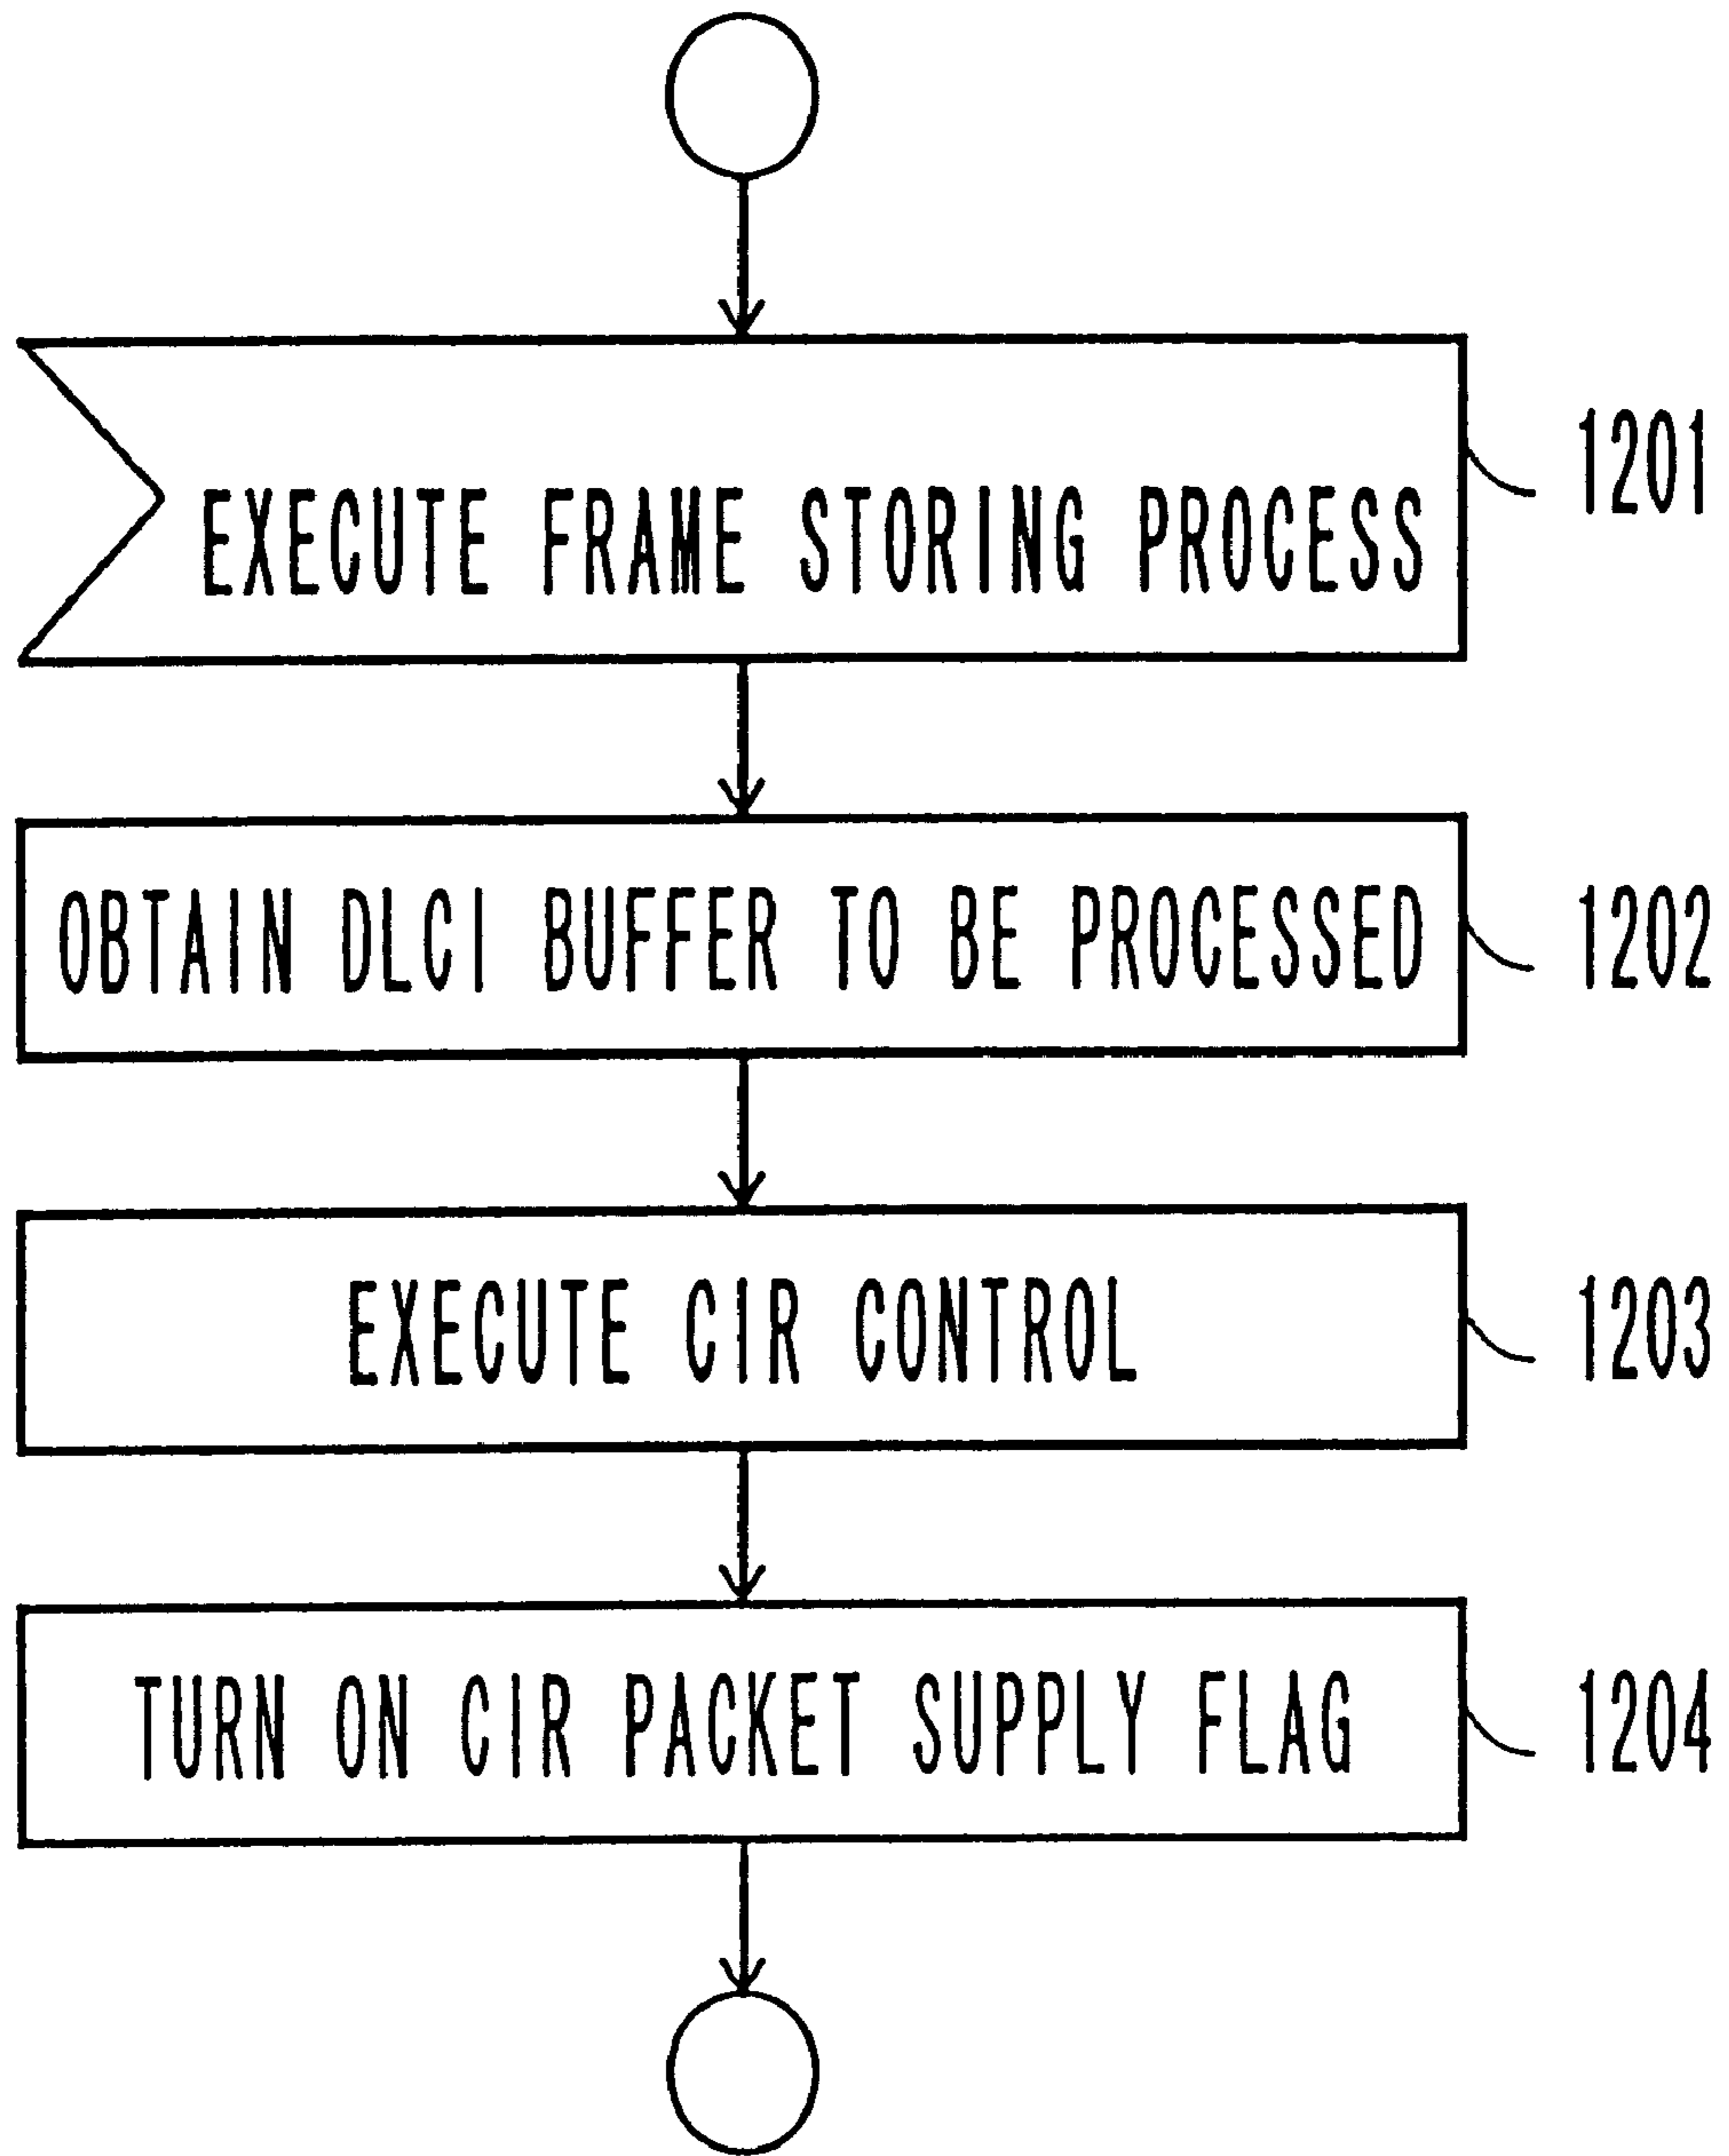 EXECUTE FRAME STORING PROCESS
1201
OBTAIN DLCI BUFFER TO BE PROCESSED
1202
EXECUTE CIR CONTROL
1203
TURN ON CIR PACKET SUPPLY FLAG
1204